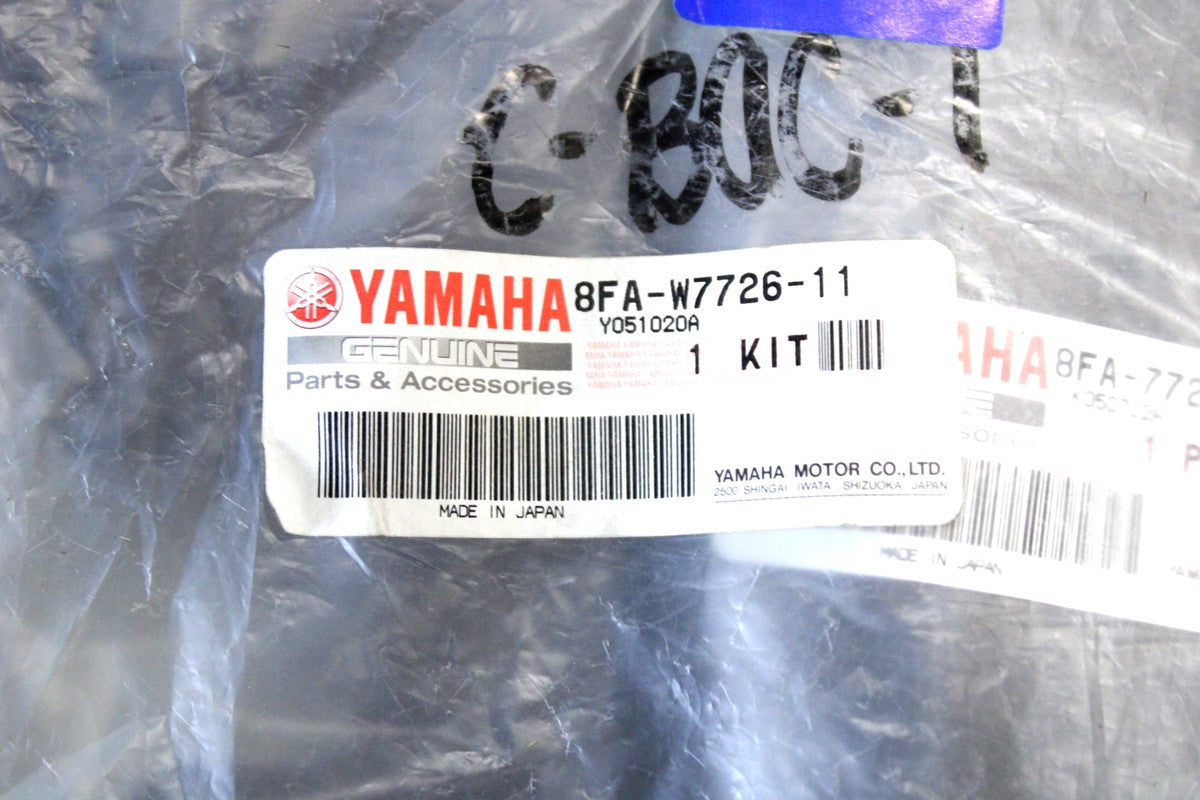 C-BOC-1
YAMAHA 8FA-W7726-11
Y051020A
GENUINE
1 KIT
Parts & Accessories
YAMAHA MOTOR CO.,LTD.
2500 SHINGAI IWATA SHIZUOKA JAPAN
MADE IN JAPAN
AHA 8FA-772
1 P
MADE IN JAPAN